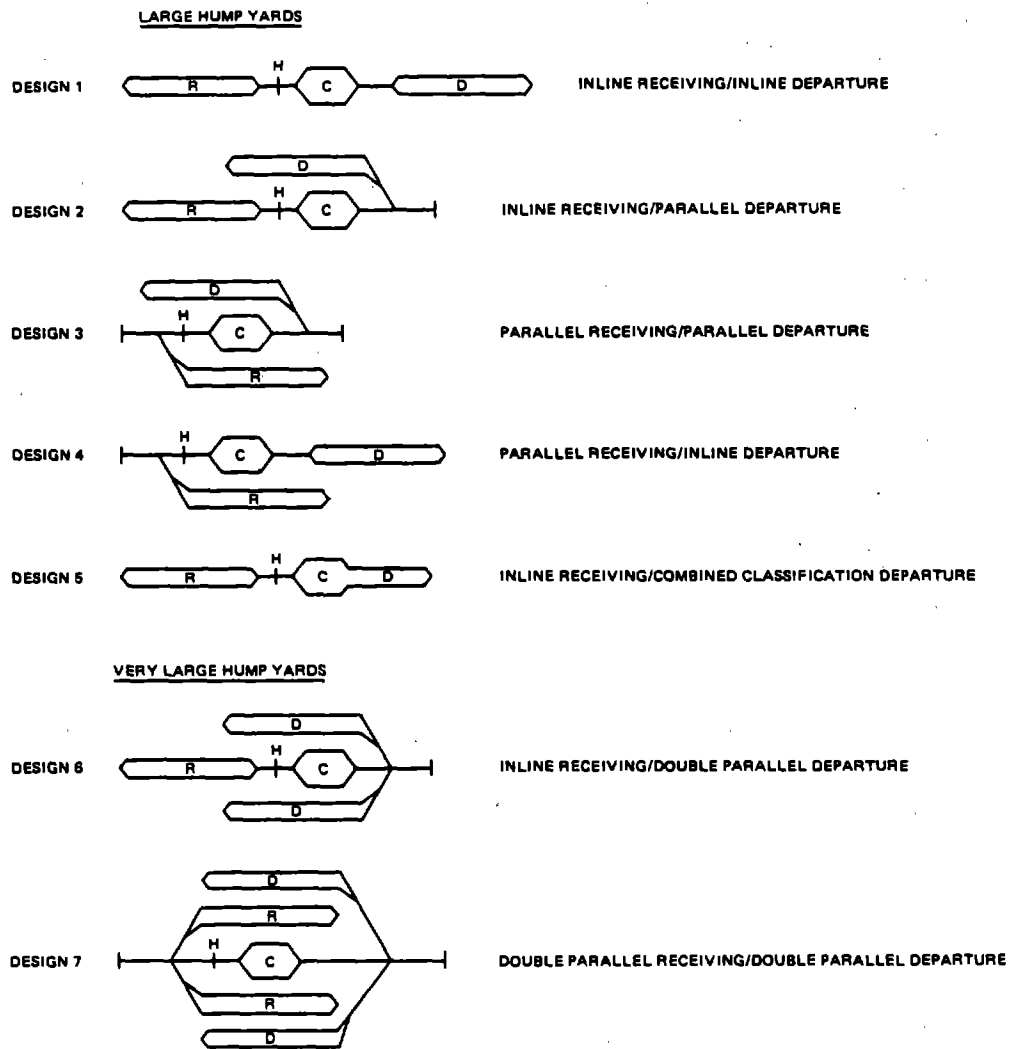 LARGE HUMP YARDS
H
DESIGN 1 R C D INLINE RECEIVING/INLINE DEPARTURE
D
H
DESIGN 2 R C INLINE RECEIVING/PARALLEL DEPARTURE
D
H
DESIGN 3 C PARALLEL RECEIVING/PARALLEL DEPARTURE
R
H
DESIGN 4 C D PARALLEL RECEIVING/INLINE DEPARTURE
R
H
DESIGN 5 R C D INLINE RECEIVING/COMBINED CLASSIFICATION DEPARTURE
VERY LARGE HUMP YARDS
D
H
DESIGN 6 R C INLINE RECEIVING/DOUBLE PARALLEL DEPARTURE
D
D
R
H
DESIGN 7 C DOUBLE PARALLEL RECEIVING/DOUBLE PARALLEL DEPARTURE
R
D